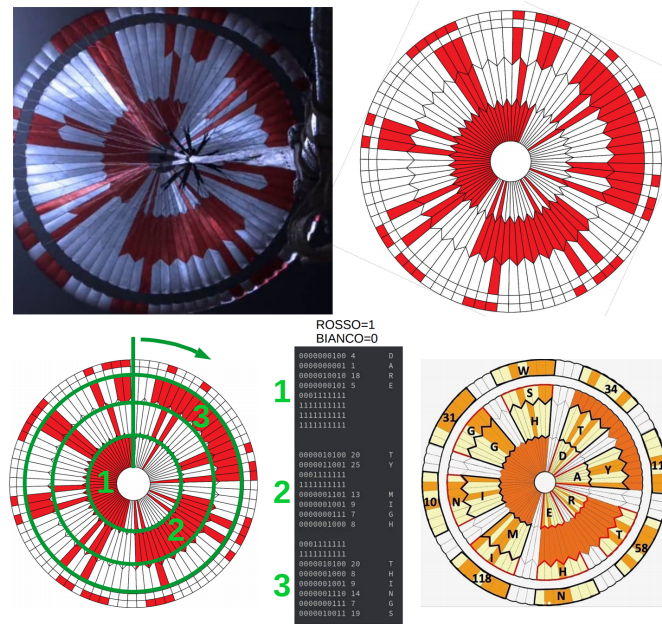 ROSSO=1
BIANCO=0
1
0000000100 4 D
0000000001 1 A
0000010010 18 R
0000000101 5 E
0001111111
1111111111
1111111111
1111111111
2
0000010100 20 T
0000011001 25 Y
0001111111
1111111111
0000001101 13 M
0000001001 9 I
0000000111 7 G
0000001000 8 H
3
0001111111
1111111111
0000010100 20 T
0000001000 8 H
0000001001 9 I
0000001110 14 N
0000000111 7 G
0000010011 19 S
3
1
2
W
34
S
31
H
T
G
G
D
Y
11
A
10
N
I
R
E
M
T
58
I
118
H
N